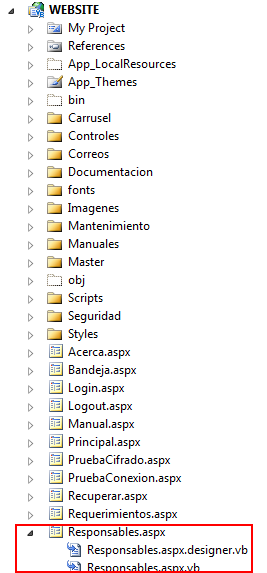 WEBSITE
My Project
References
App_LocalResources
App_Themes
bin
Carrusel
Controles
Correos
Documentacion
fonts
Imagenes
Mantenimiento
Manuales
Master
obj
Scripts
Seguridad
Styles
Acerca.aspx
Bandeja.aspx
Login.aspx
Logout.aspx
Manual.aspx
Principal.aspx
PruebaCifrado.aspx
PruebaConexion.aspx
Recuperar.aspx
Requerimientos.aspx
Responsables.aspx
Responsables.aspx.designer.vb
Responsables.aspx.vb